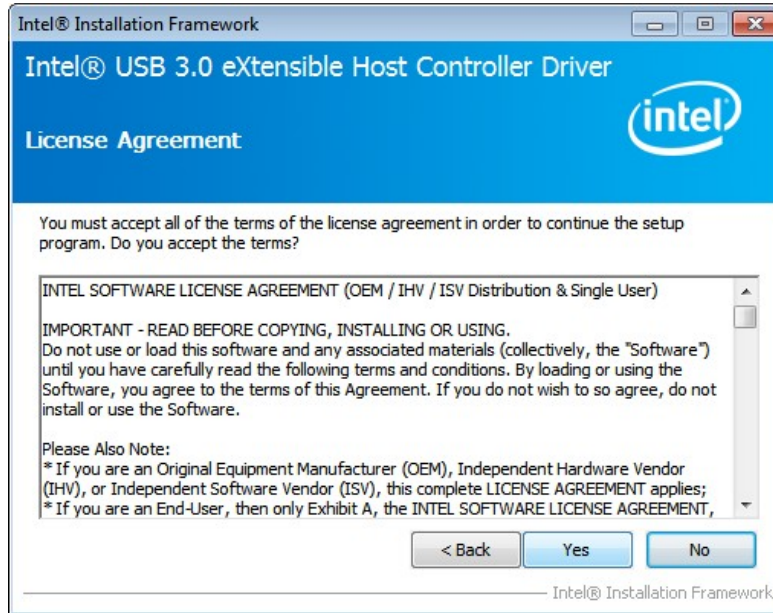 Intel® Installation Framework
Intel® USB 3.0 eXtensible Host Controller Driver
intel
License Agreement
You must accept all of the terms of the license agreement in order to continue the setup
program. Do you accept the terms?
INTEL SOFTWARE LICENSE AGREEMENT (OEM / IHV / ISV Distribution & Single User)
IMPORTANT - READ BEFORE COPYING, INSTALLING OR USING.
Do not use or load this software and any associated materials (collectively, the "Software")
until you have carefully read the following terms and conditions. By loading or using the
Software, you agree to the terms of this Agreement. If you do not wish to so agree, do not
install or use the Software.
Please Also Note:
* If you are an Original Equipment Manufacturer (OEM), Independent Hardware Vendor
(IHV), or Independent Software Vendor (ISV), this complete LICENSE AGREEMENT applies;
* If you are an End-User, then only Exhibit A, the INTEL SOFTWARE LICENSE AGREEMENT,
< Back
Yes
No
Intel® Installation Framework